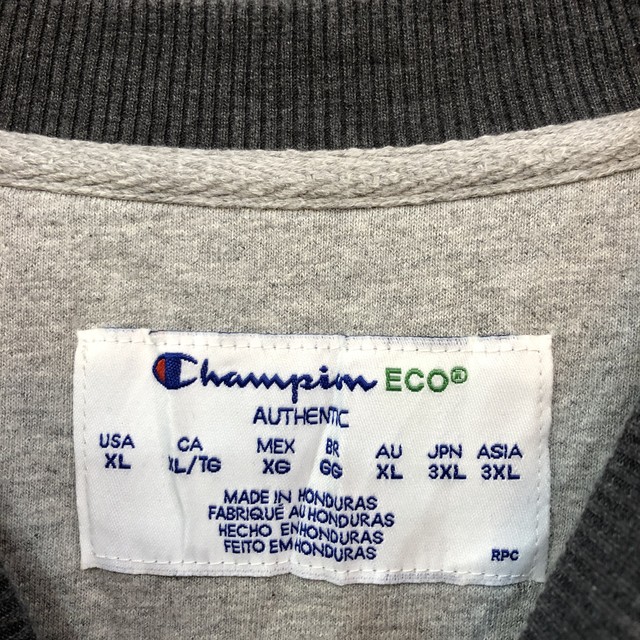 Champion ECO®
AUTHENTIC
USA CA MEX BR AU JPN ASIA
XL XL/TG XG GG XL 3XL 3XL
MADE IN HONDURAS
FABRIQUÉ AU HONDURAS
HECHO EN HONDURAS
FEITO EM HONDURAS
RPC